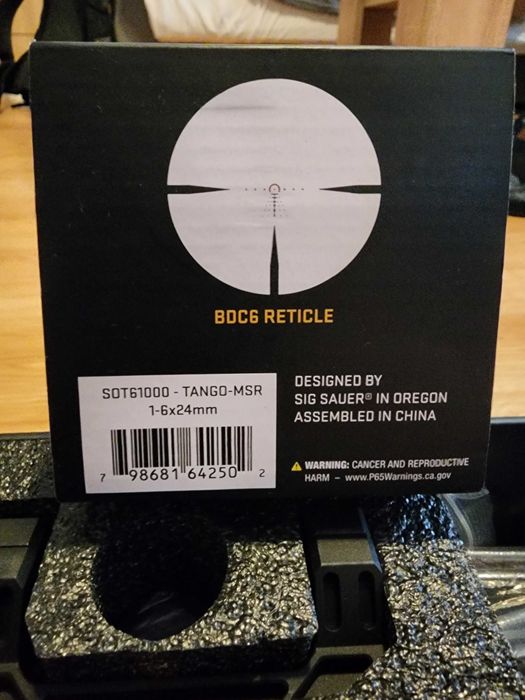 BDC6 RETICLE
SOT61000 - TANGO-MSR
1-6x24mm
7 98681 64250 2
DESIGNED BY
SIG SAUER® IN OREGON
ASSEMBLED IN CHINA
WARNING: CANCER AND REPRODUCTIVE
HARM – www.P65Warnings.ca.gov